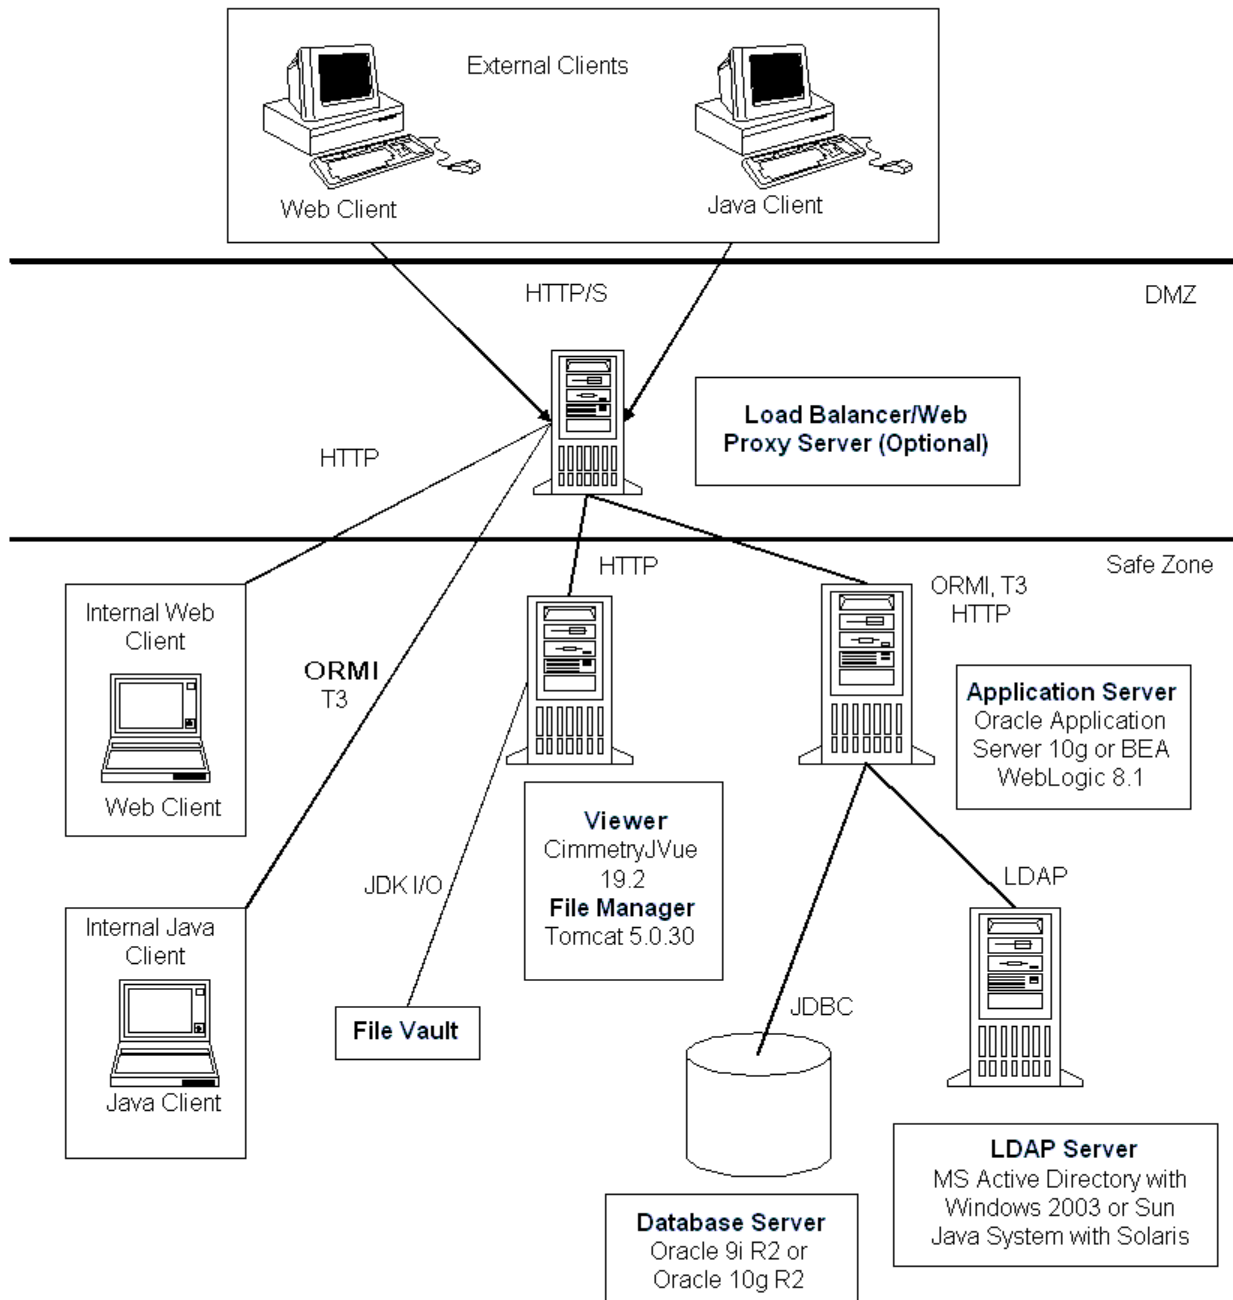 External Clients
Web Client
Java Client
HTTP/S
DMZ
Load Balancer/Web
Proxy Server (Optional)
HTTP
HTTP
Safe Zone
ORMI, T3
HTTP
Internal Web
Client
Web Client
ORMI
T3
Application Server
Oracle Application
Server 10g or BEA
WebLogic 8.1
Viewer
CimmetryJVue
19.2
File Manager
Tomcat 5.0.30
JDK I/O
LDAP
Internal Java
Client
Java Client
File Vault
JDBC
LDAP Server
MS Active Directory with
Windows 2003 or Sun
Java System with Solaris
Database Server
Oracle 9i R2 or
Oracle 10g R2